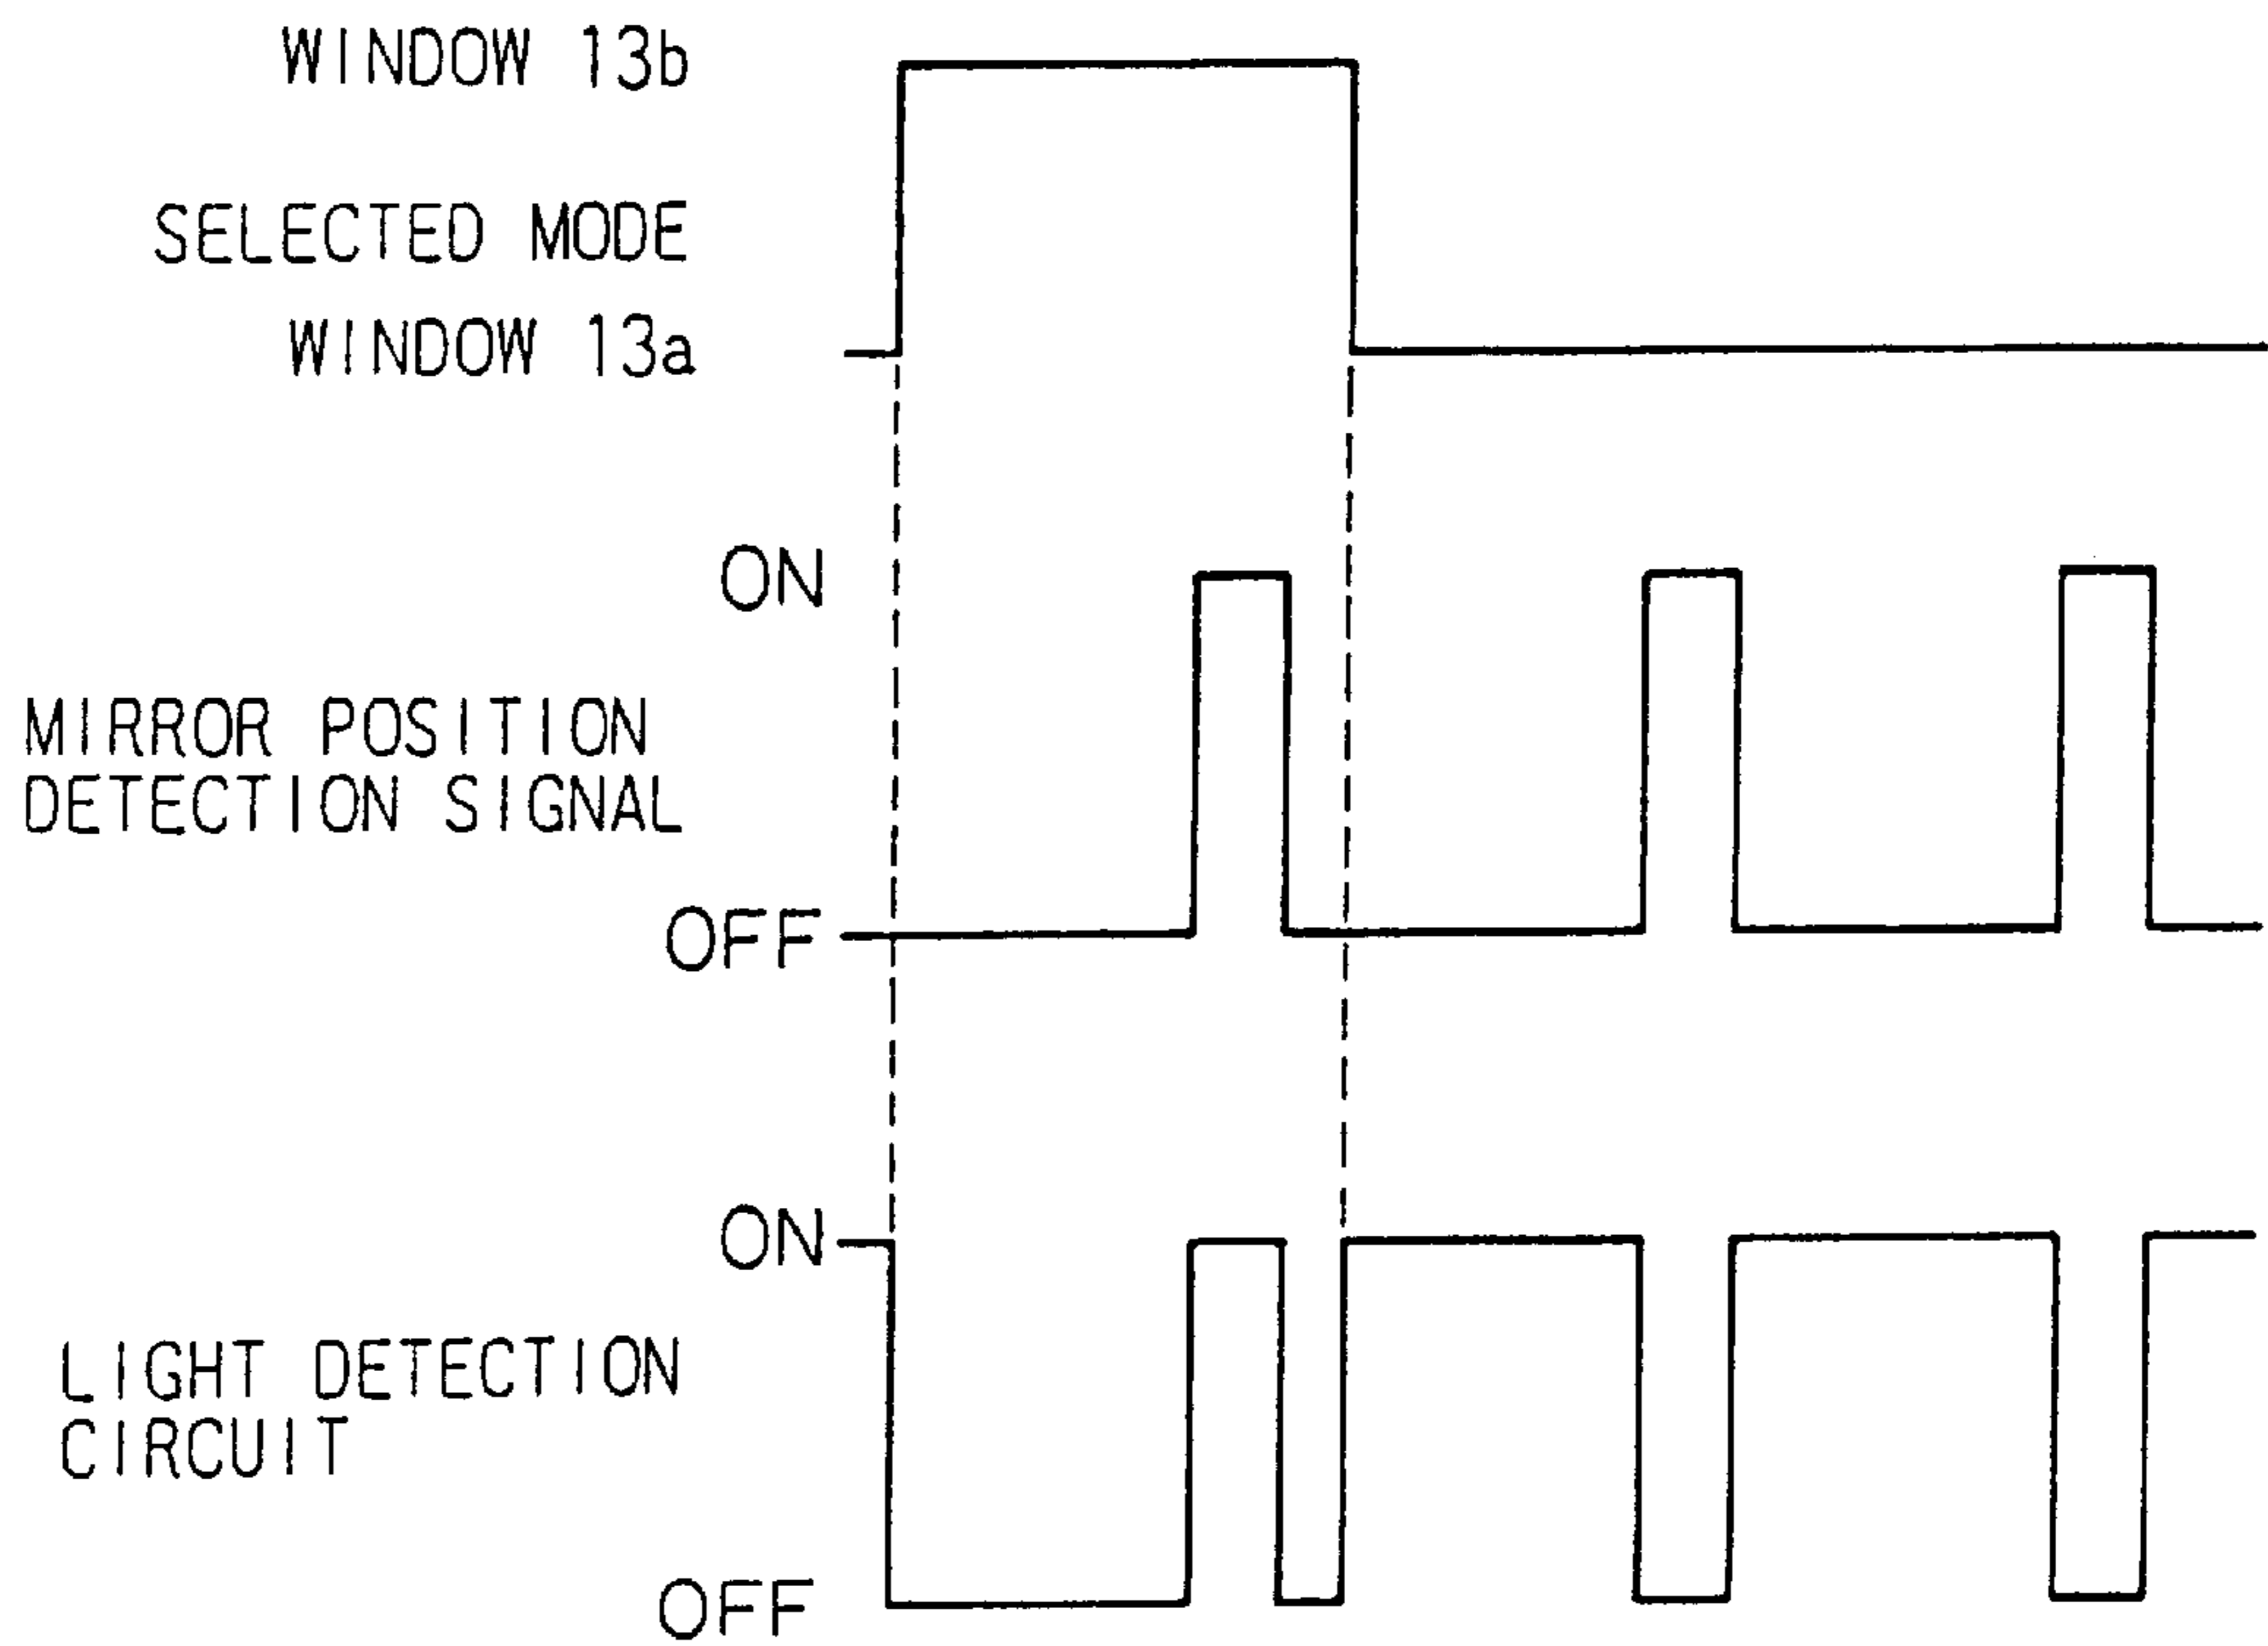 WINDOW 13b
SELECTED MODE
WINDOW 13a
ON
MIRROR POSITION
DETECTION SIGNAL
OFF
ON
LIGHT DETECTION
CIRCUIT
OFF